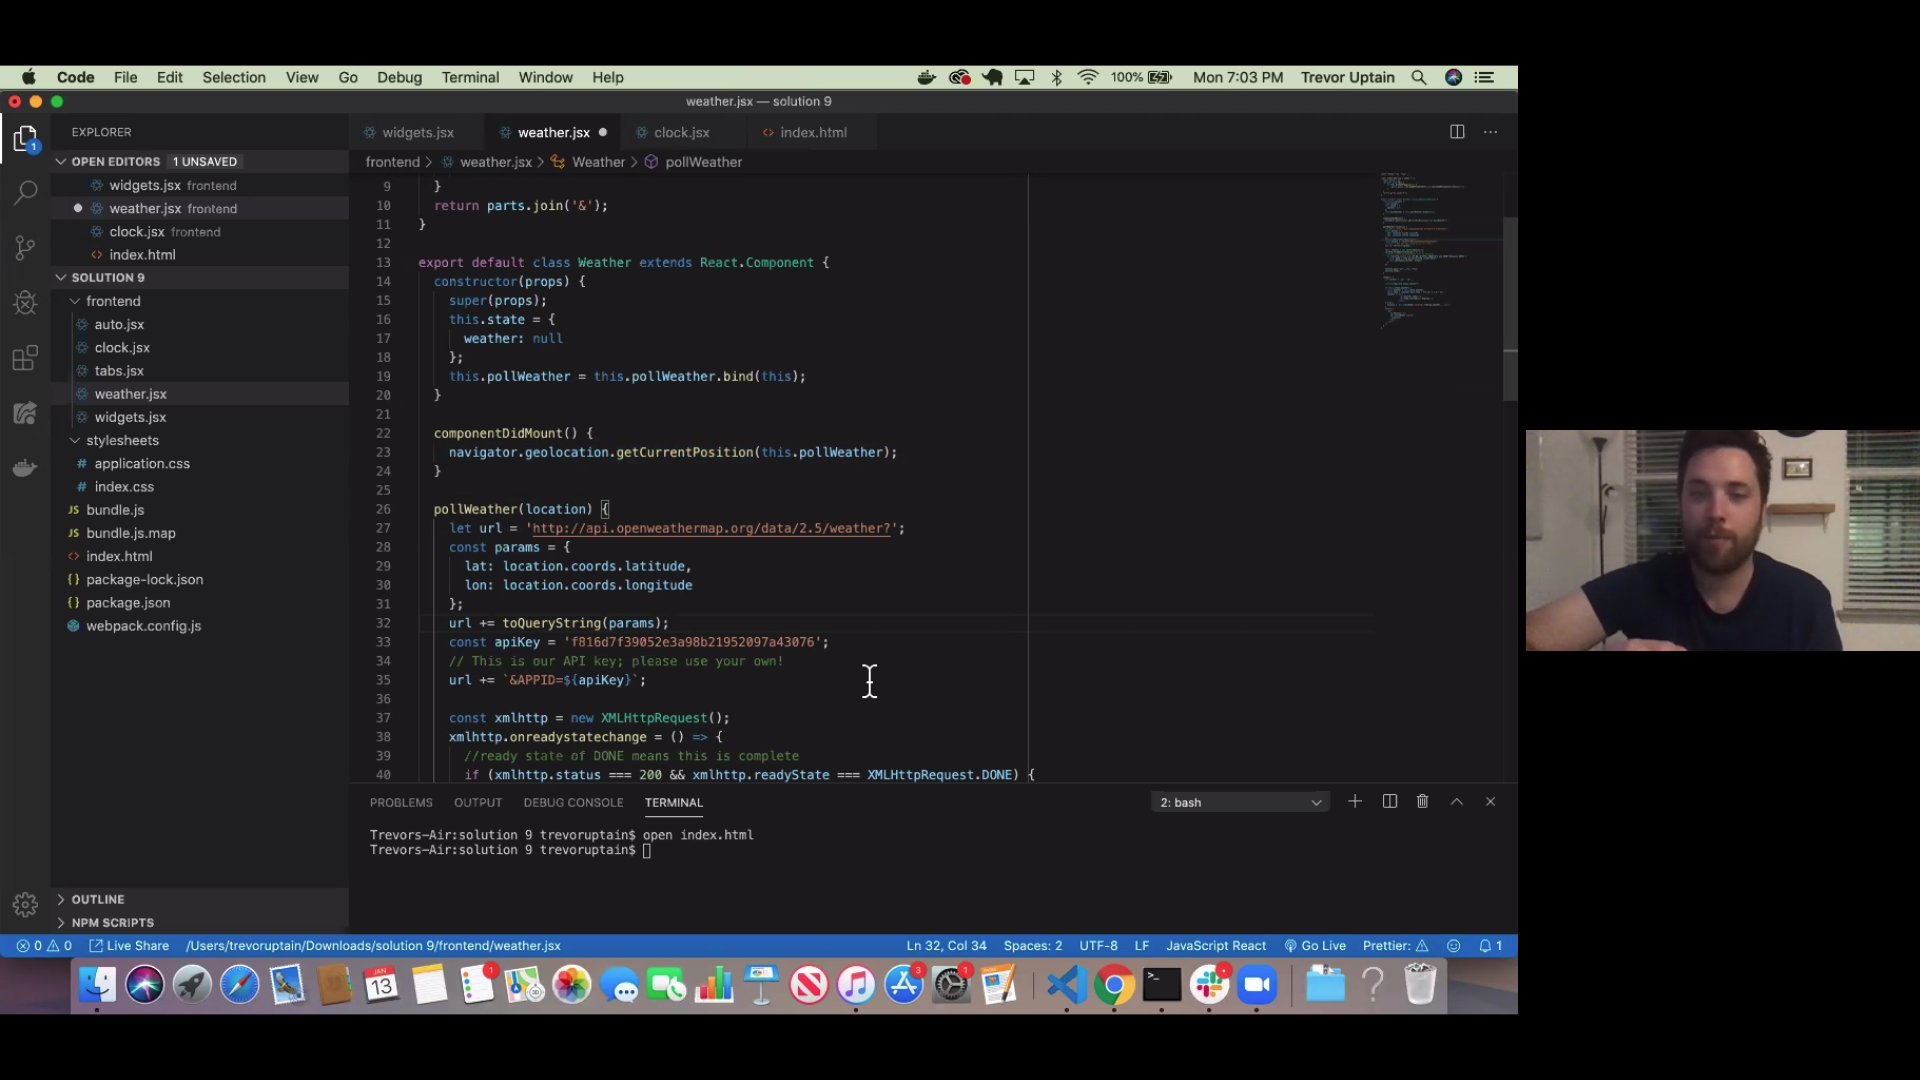 Code File Edit Selection View Go Debug Terminal Window Help 100% Mon 7:03 PM Trevor Uptain
weather.jsx — solution 9
EXPLORER
OPEN EDITORS 1 UNSAVED
widgets.jsx frontend
weather.jsx frontend
clock.jsx frontend
index.html
SOLUTION 9
frontend
auto.jsx
clock.jsx
tabs.jsx
weather.jsx
widgets.jsx
stylesheets
# application.css
# index.css
JS bundle.js
JS bundle.js.map
<> index.html
{} package-lock.json
{} package.json
webpack.config.js
OUTLINE
NPM SCRIPTS
1
widgets.jsx weather.jsx clock.jsx <> index.html
frontend > weather.jsx > Weather > pollWeather
9 }
10 return parts.join('&');
11 }
12
13 export default class Weather extends React.Component {
14 constructor(props) {
15 super(props);
16 this.state = {
17 weather: null
18 };
19 this.pollWeather = this.pollWeather.bind(this);
20 }
21
22 componentDidMount() {
23 navigator.geolocation.getCurrentPosition(this.pollWeather);
24 }
25
26 pollWeather(location) {
27 let url = 'http://api.openweathermap.org/data/2.5/weather?';
28 const params = {
29 lat: location.coords.latitude,
30 lon: location.coords.longitude
31 };
32 url += toQueryString(params);
33 const apiKey = 'f816d7f39052e3a98b21952097a43076';
34 // This is our API key; please use your own!
35 url += `&APPID=${apiKey}`;
36
37 const xmlhttp = new XMLHttpRequest();
38 xmlhttp.onreadystatechange = () => {
39 //ready state of DONE means this is complete
40 if (xmlhttp.status === 200 && xmlhttp.readyState === XMLHttpRequest.DONE) {
PROBLEMS OUTPUT DEBUG CONSOLE TERMINAL 2: bash
Trevors-Air:solution 9 trevoruptain$ open index.html
Trevors-Air:solution 9 trevoruptain$
0 0 Live Share /Users/trevoruptain/Downloads/solution 9/frontend/weather.jsx Ln 32, Col 34 Spaces: 2 UTF-8 LF JavaScript React Go Live Prettier: 1
JAN
13
1
3
1